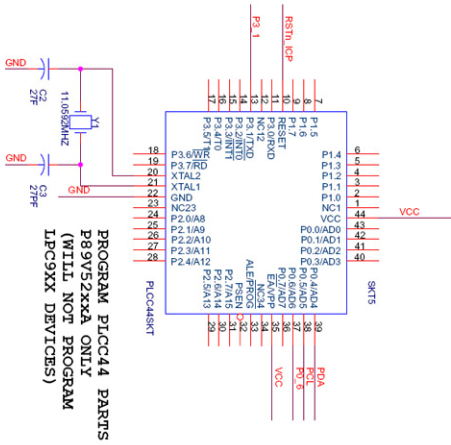 P3_1
RSTn_ICP
17
16
15
14
13
12
11
10
9
8
7
P3.5/T1
P3.4/T0
P3.3/INT1
P3.2/INT0
P3.1/TXD
NC12
P3.0/RXD
RESET
P1.7
P1.6
P1.5
GND
C2
27F
11.0592MHZ
Y1
GND
C3
27PF
GND
18 P3.6/WR
19 P3.7/RD
20 XTAL2
21 XTAL1
22 GND
23 NC23
24 P2.0/A8
25 P2.1/A9
26 P2.2/A10
27 P2.3/A11
28 P2.4/A12
P1.4 6
P1.3 5
P1.2 4
P1.1 3
P1.0 2
NC1 1
VCC 44 VCC
P0.0/AD0 43
P0.1/AD1 42
P0.2/AD2 41
P0.3/AD3 40
P2.5/A13
P2.6/A14
P2.7/A15
PSEN
ALE/PROG
NC34
EA/VPP
P0.7/AD7
P0.6/AD6
P0.5/AD5
P0.4/AD4
29
30
31
32
33
34
35
36
37
38
39
PLCC44SKT
SKT5
VCC
P0_6
PCL
PDA
PROGRAM PLCC44 PARTS
P89V52xxA ONLY
(WILL NOT PROGRAM
LPC9XX DEVICES)